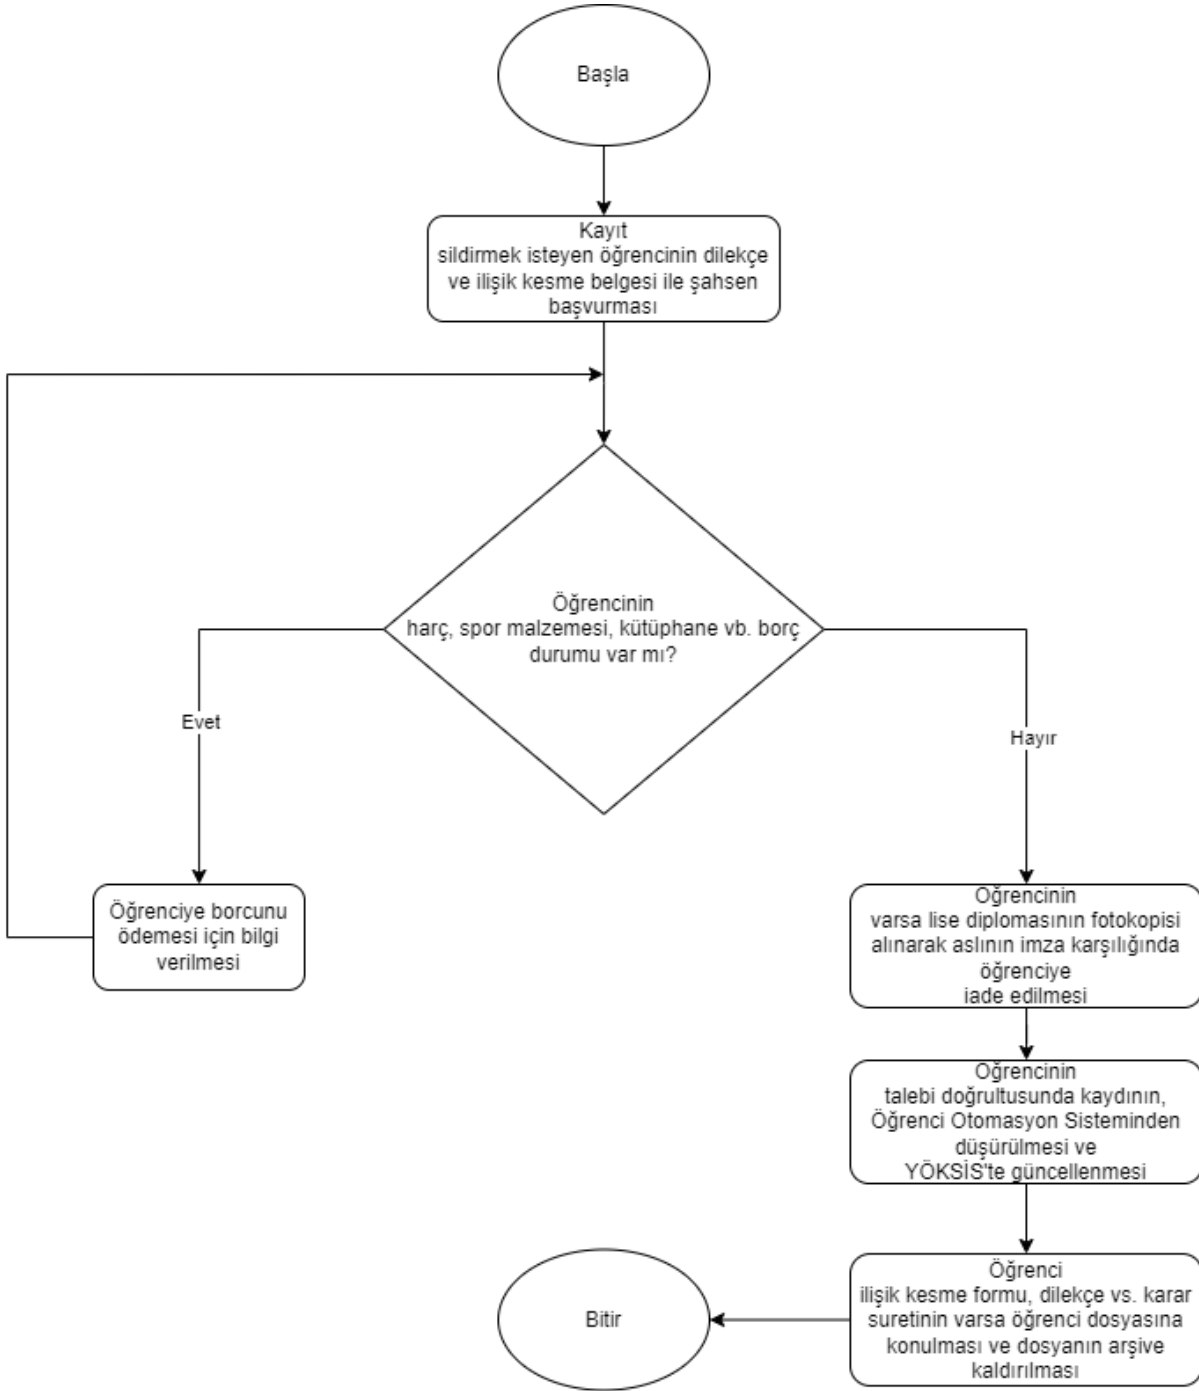 Başla
Kayıt
sildirmek isteyen öğrencinin dilekçe
ve ilişik kesme belgesi ile şahsen
başvurması
Öğrencinin
harç, spor malzemesi, kütüphane vb. borç
durumu var mı?
Evet
Hayır
Öğrenciye borcunu
ödemesi için bilgi
verilmesi
Öğrencinin
varsa lise diplomasının fotokopisi
alınarak aslının imza karşılığında
öğrenciye
iade edilmesi
Öğrencinin
talebi doğrultusunda kaydının,
Öğrenci Otomasyon Sisteminden
düşürülmesi ve
YÖKSİS'te güncellenmesi
Öğrenci
ilişik kesme formu, dilekçe vs. karar
suretinin varsa öğrenci dosyasına
konulması ve dosyanın arşive
kaldırılması
Bitir